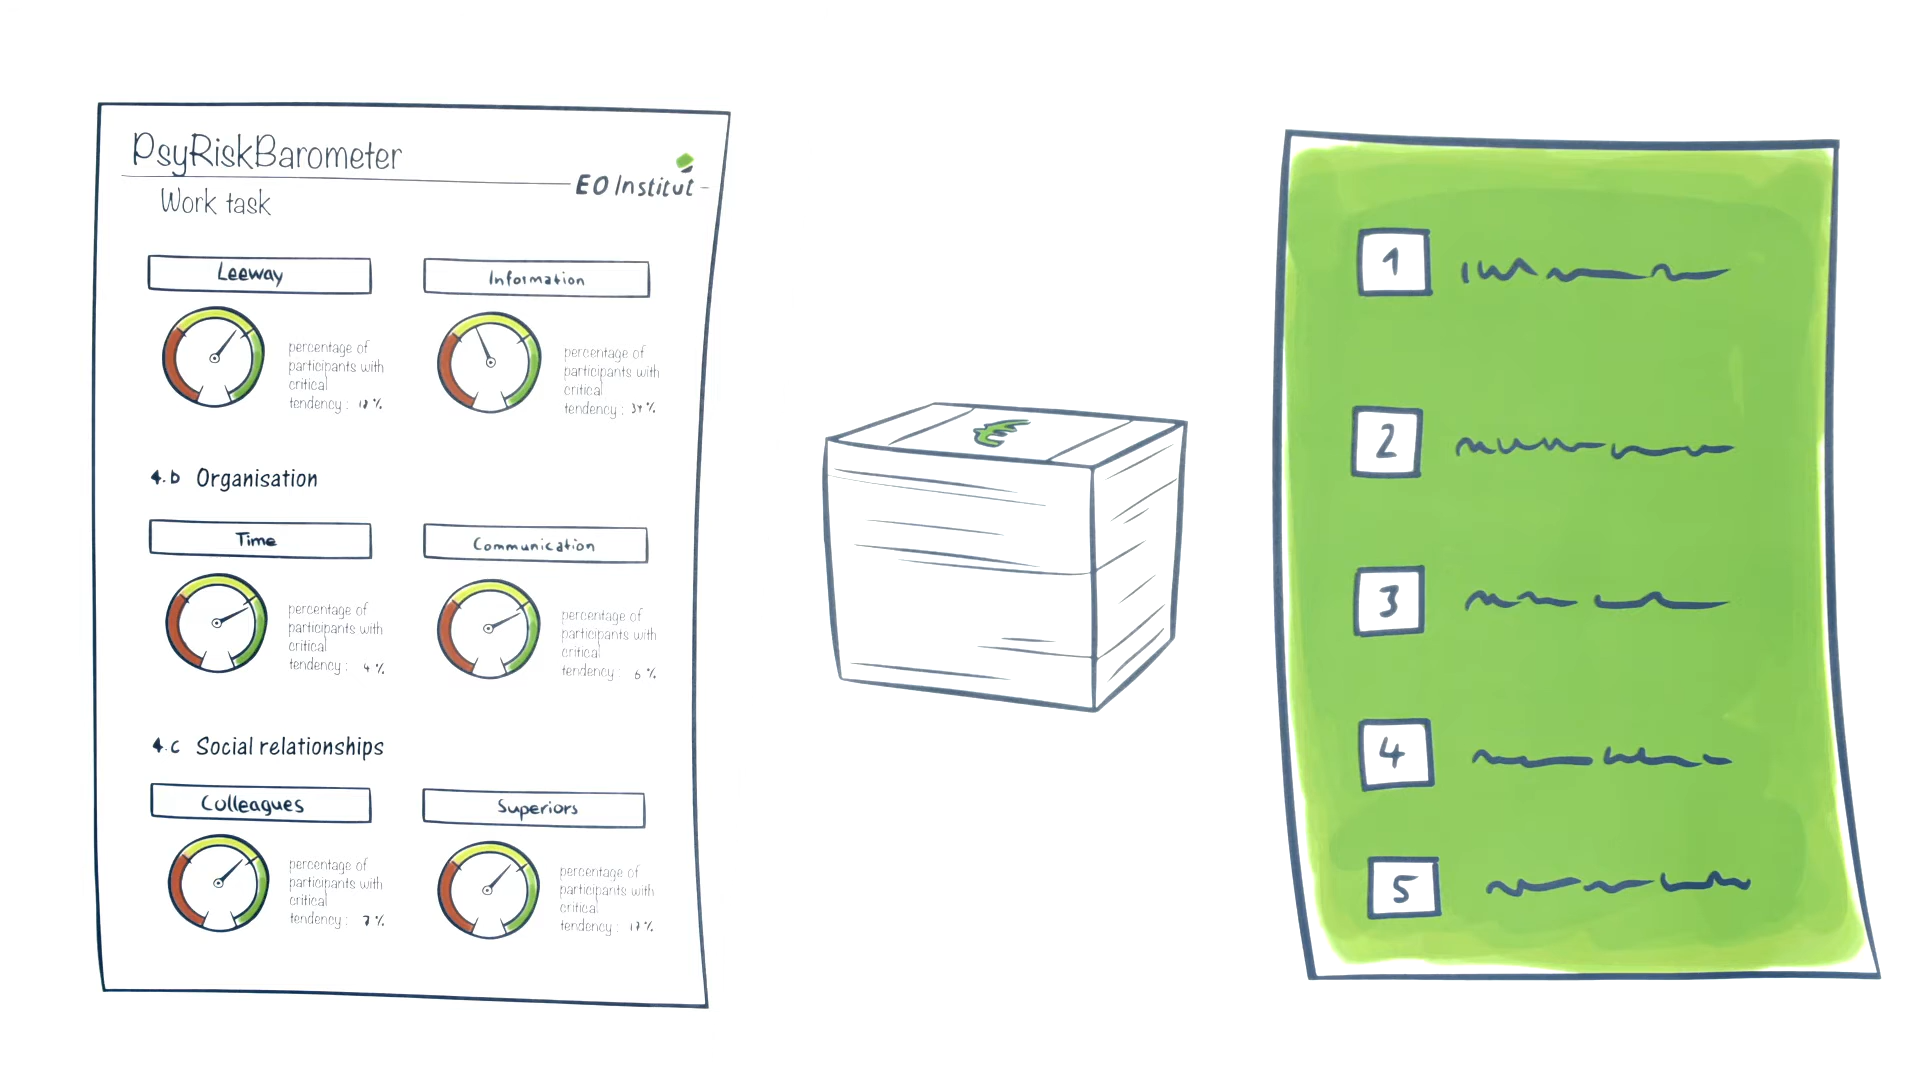 PsyRiskBarometer
EO Institut
Work task
Leeway
Information
percentage of
participants with
critical
tendency :
percentage of
participants with
critical
tendency :
4.b Organisation
Time
Communication
percentage of
participants with
critical
tendency : 4 %
percentage of
participants with
critical
tendency : 6 %
4.c Social relationships
Colleagues
Superiors
percentage of
participants with
critical
tendency : 7 %
percentage of
participants with
critical
tendency : 17 %
€
1
2
3
4
5